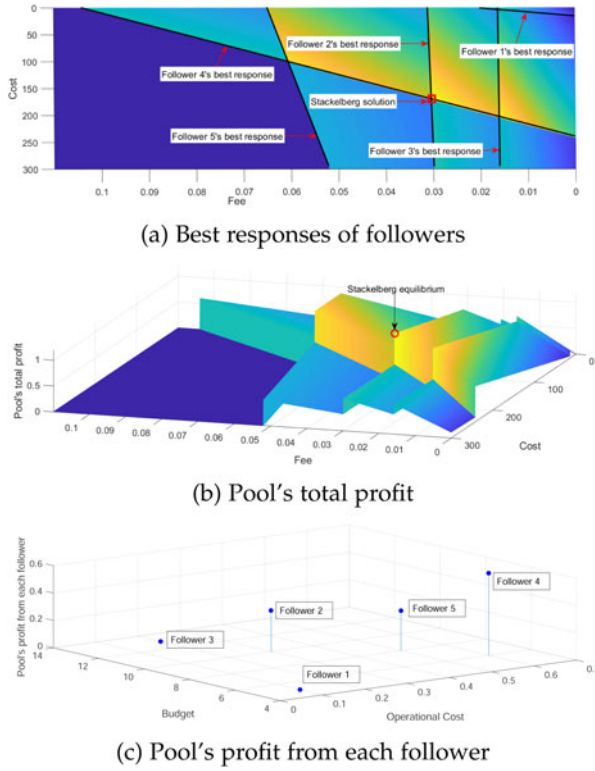 0
50
100
150
200
250
300
Cost
Follower 2's best response
Follower 1's best response
Follower 4's best response
Stackelberg solution
Follower 5's best response
Follower 3's best response
0.1
0.09
0.08
0.07
0.06
0.05
0.04
0.03
0.02
0.01
0
Fee
(a) Best responses of followers
Stackelberg equilibrium
Pool's total profit
1
0.5
0
0.1
0.09
0.08
0.07
0.06
0.05
0.04
0.03
0.02
0.01
0
Fee
0
100
200
300
Cost
(b) Pool's total profit
Pool's profit from each follower
0.6
0.4
0.2
0
Follower 4
Follower 2
Follower 5
Follower 3
Follower 1
14
12
10
8
6
4
Budget
0
0.1
0.2
0.3
0.4
0.5
0.6
Operational Cost
(c) Pool's profit from each follower